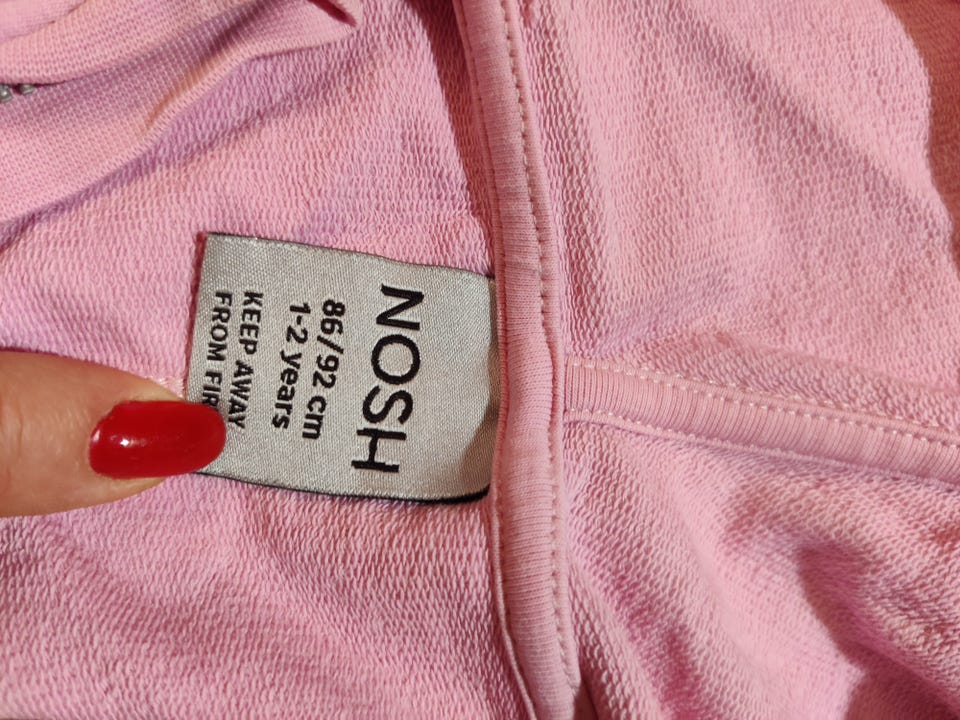 NOSH
86/92 cm
1-2 years
KEEP AWAY
FROM